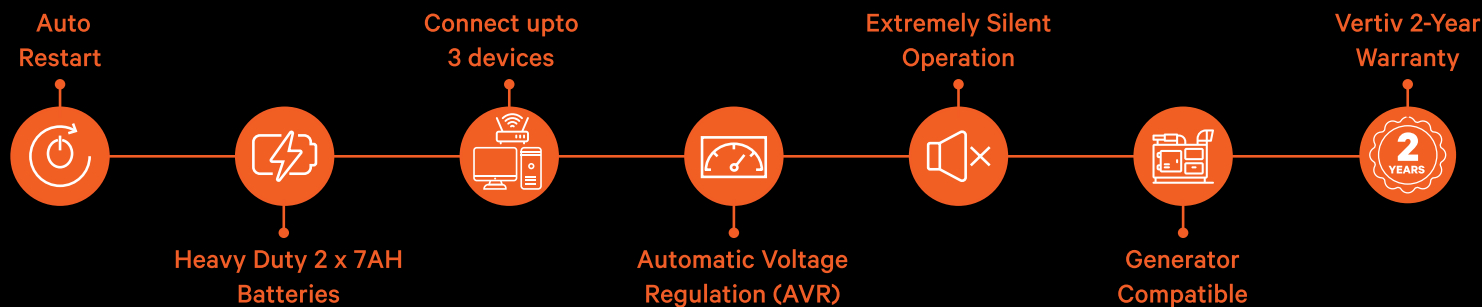 Auto
Restart
Heavy Duty 2 x 7AH
Batteries
Connect upto
3 devices
Automatic Voltage
Regulation (AVR)
Extremely Silent
Operation
Generator
Compatible
Vertiv 2-Year
Warranty
2
YEARS